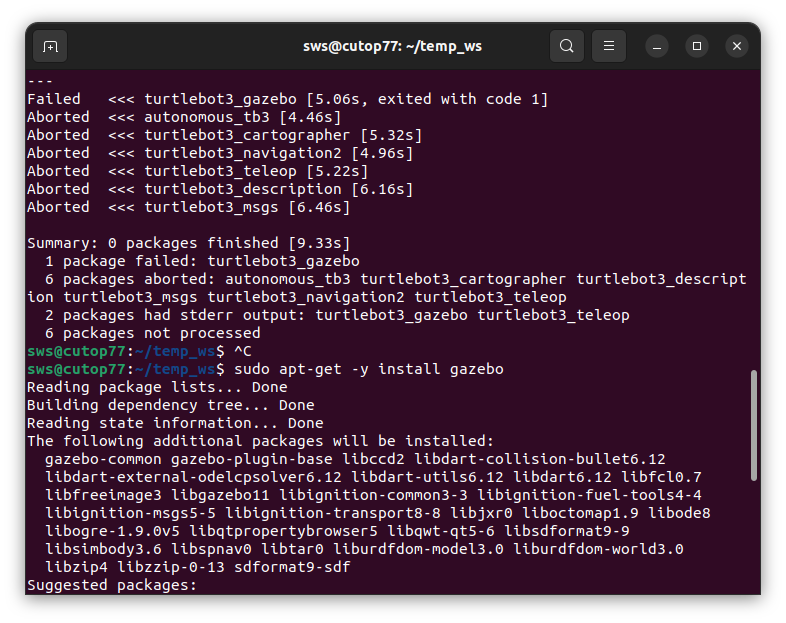 sws@cutop77: ~/temp_ws
---
Failed   <<< turtlebot3_gazebo [5.06s, exited with code 1]
Aborted  <<< autonomous_tb3 [4.46s]
Aborted  <<< turtlebot3_cartographer [5.32s]
Aborted  <<< turtlebot3_navigation2 [4.96s]
Aborted  <<< turtlebot3_teleop [5.22s]
Aborted  <<< turtlebot3_description [6.16s]
Aborted  <<< turtlebot3_msgs [6.46s]
Summary: 0 packages finished [9.33s]
  1 package failed: turtlebot3_gazebo
  6 packages aborted: autonomous_tb3 turtlebot3_cartographer turtlebot3_descript
ion turtlebot3_msgs turtlebot3_navigation2 turtlebot3_teleop
  2 packages had stderr output: turtlebot3_gazebo turtlebot3_teleop
  6 packages not processed
sws@cutop77:~/temp_ws$ ^C
sws@cutop77:~/temp_ws$ sudo apt-get -y install gazebo
Reading package lists... Done
Building dependency tree... Done
Reading state information... Done
The following additional packages will be installed:
  gazebo-common gazebo-plugin-base libccd2 libdart-collision-bullet6.12
  libdart-external-odelcpsolver6.12 libdart-utils6.12 libdart6.12 libfcl0.7
  libfreeimage3 libgazebo11 libignition-common3-3 libignition-fuel-tools4-4
  libignition-msgs5-5 libignition-transport8-8 libjxr0 liboctomap1.9 libode8
  libogre-1.9.0v5 libqtpropertybrowser5 libqwt-qt5-6 libsdformat9-9
  libsimbody3.6 libspnav0 libtar0 liburdfdom-model3.0 liburdfdom-world3.0
  libzip4 libzzip-0-13 sdformat9-sdf
Suggested packages: